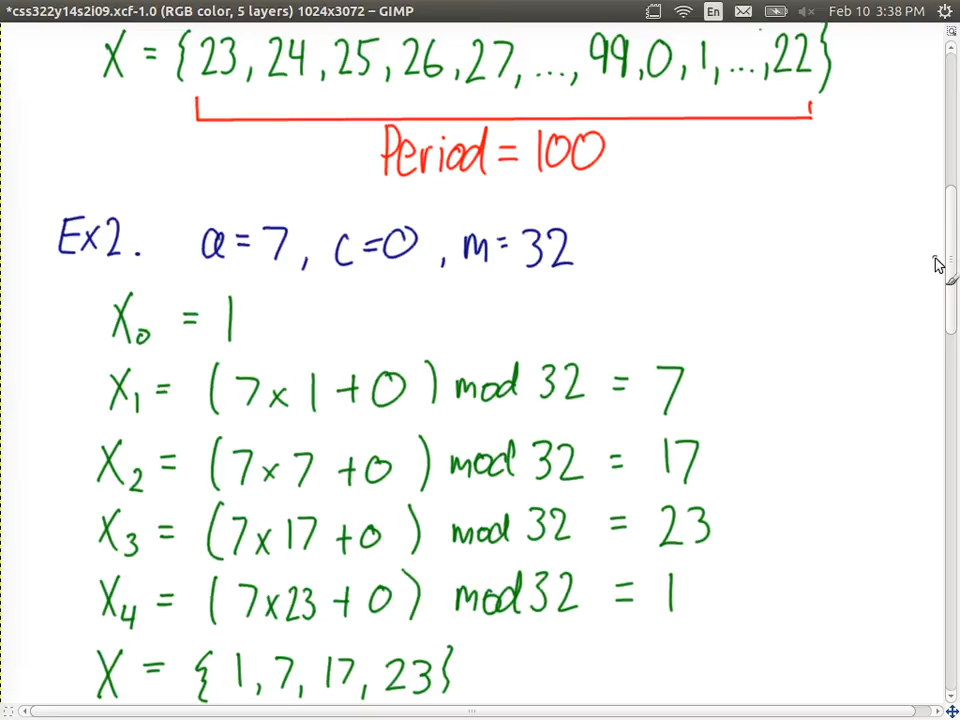 *css322y14s2i09.xcf-1.0 (RGB color, 5 layers) 1024x3072 – GIMP
En
Feb 10 3:38 PM
X = {23, 24, 25, 26, 27, ..., 99, 0, 1, ..., 22}
Period = 100
Ex2. a = 7, c = 0, m = 32
X0 = 1
X1 = (7 x 1 + 0) mod 32 = 7
X2 = (7 x 7 + 0) mod 32 = 17
X3 = (7 x 17 + 0) mod 32 = 23
X4 = (7 x 23 + 0) mod 32 = 1
X = {1, 7, 17, 23}